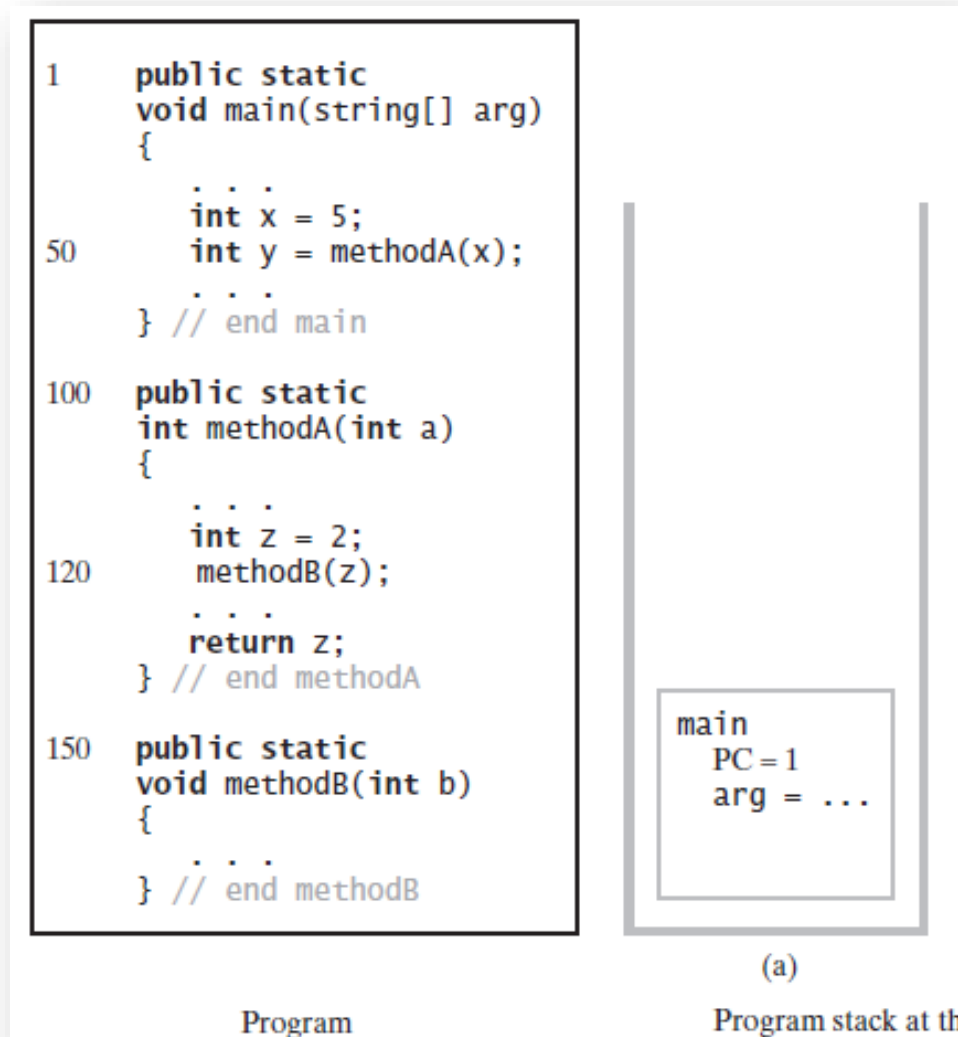 1 public static
void main(string[] arg)
{
. . .
int x = 5;
50 int y = methodA(x);
. . .
} // end main
100 public static
int methodA(int a)
{
. . .
int z = 2;
120 methodB(z);
. . .
return z;
} // end methodA
150 public static
void methodB(int b)
{
. . .
} // end methodB
Program
main
PC = 1
arg = ...
(a)
Program stack at